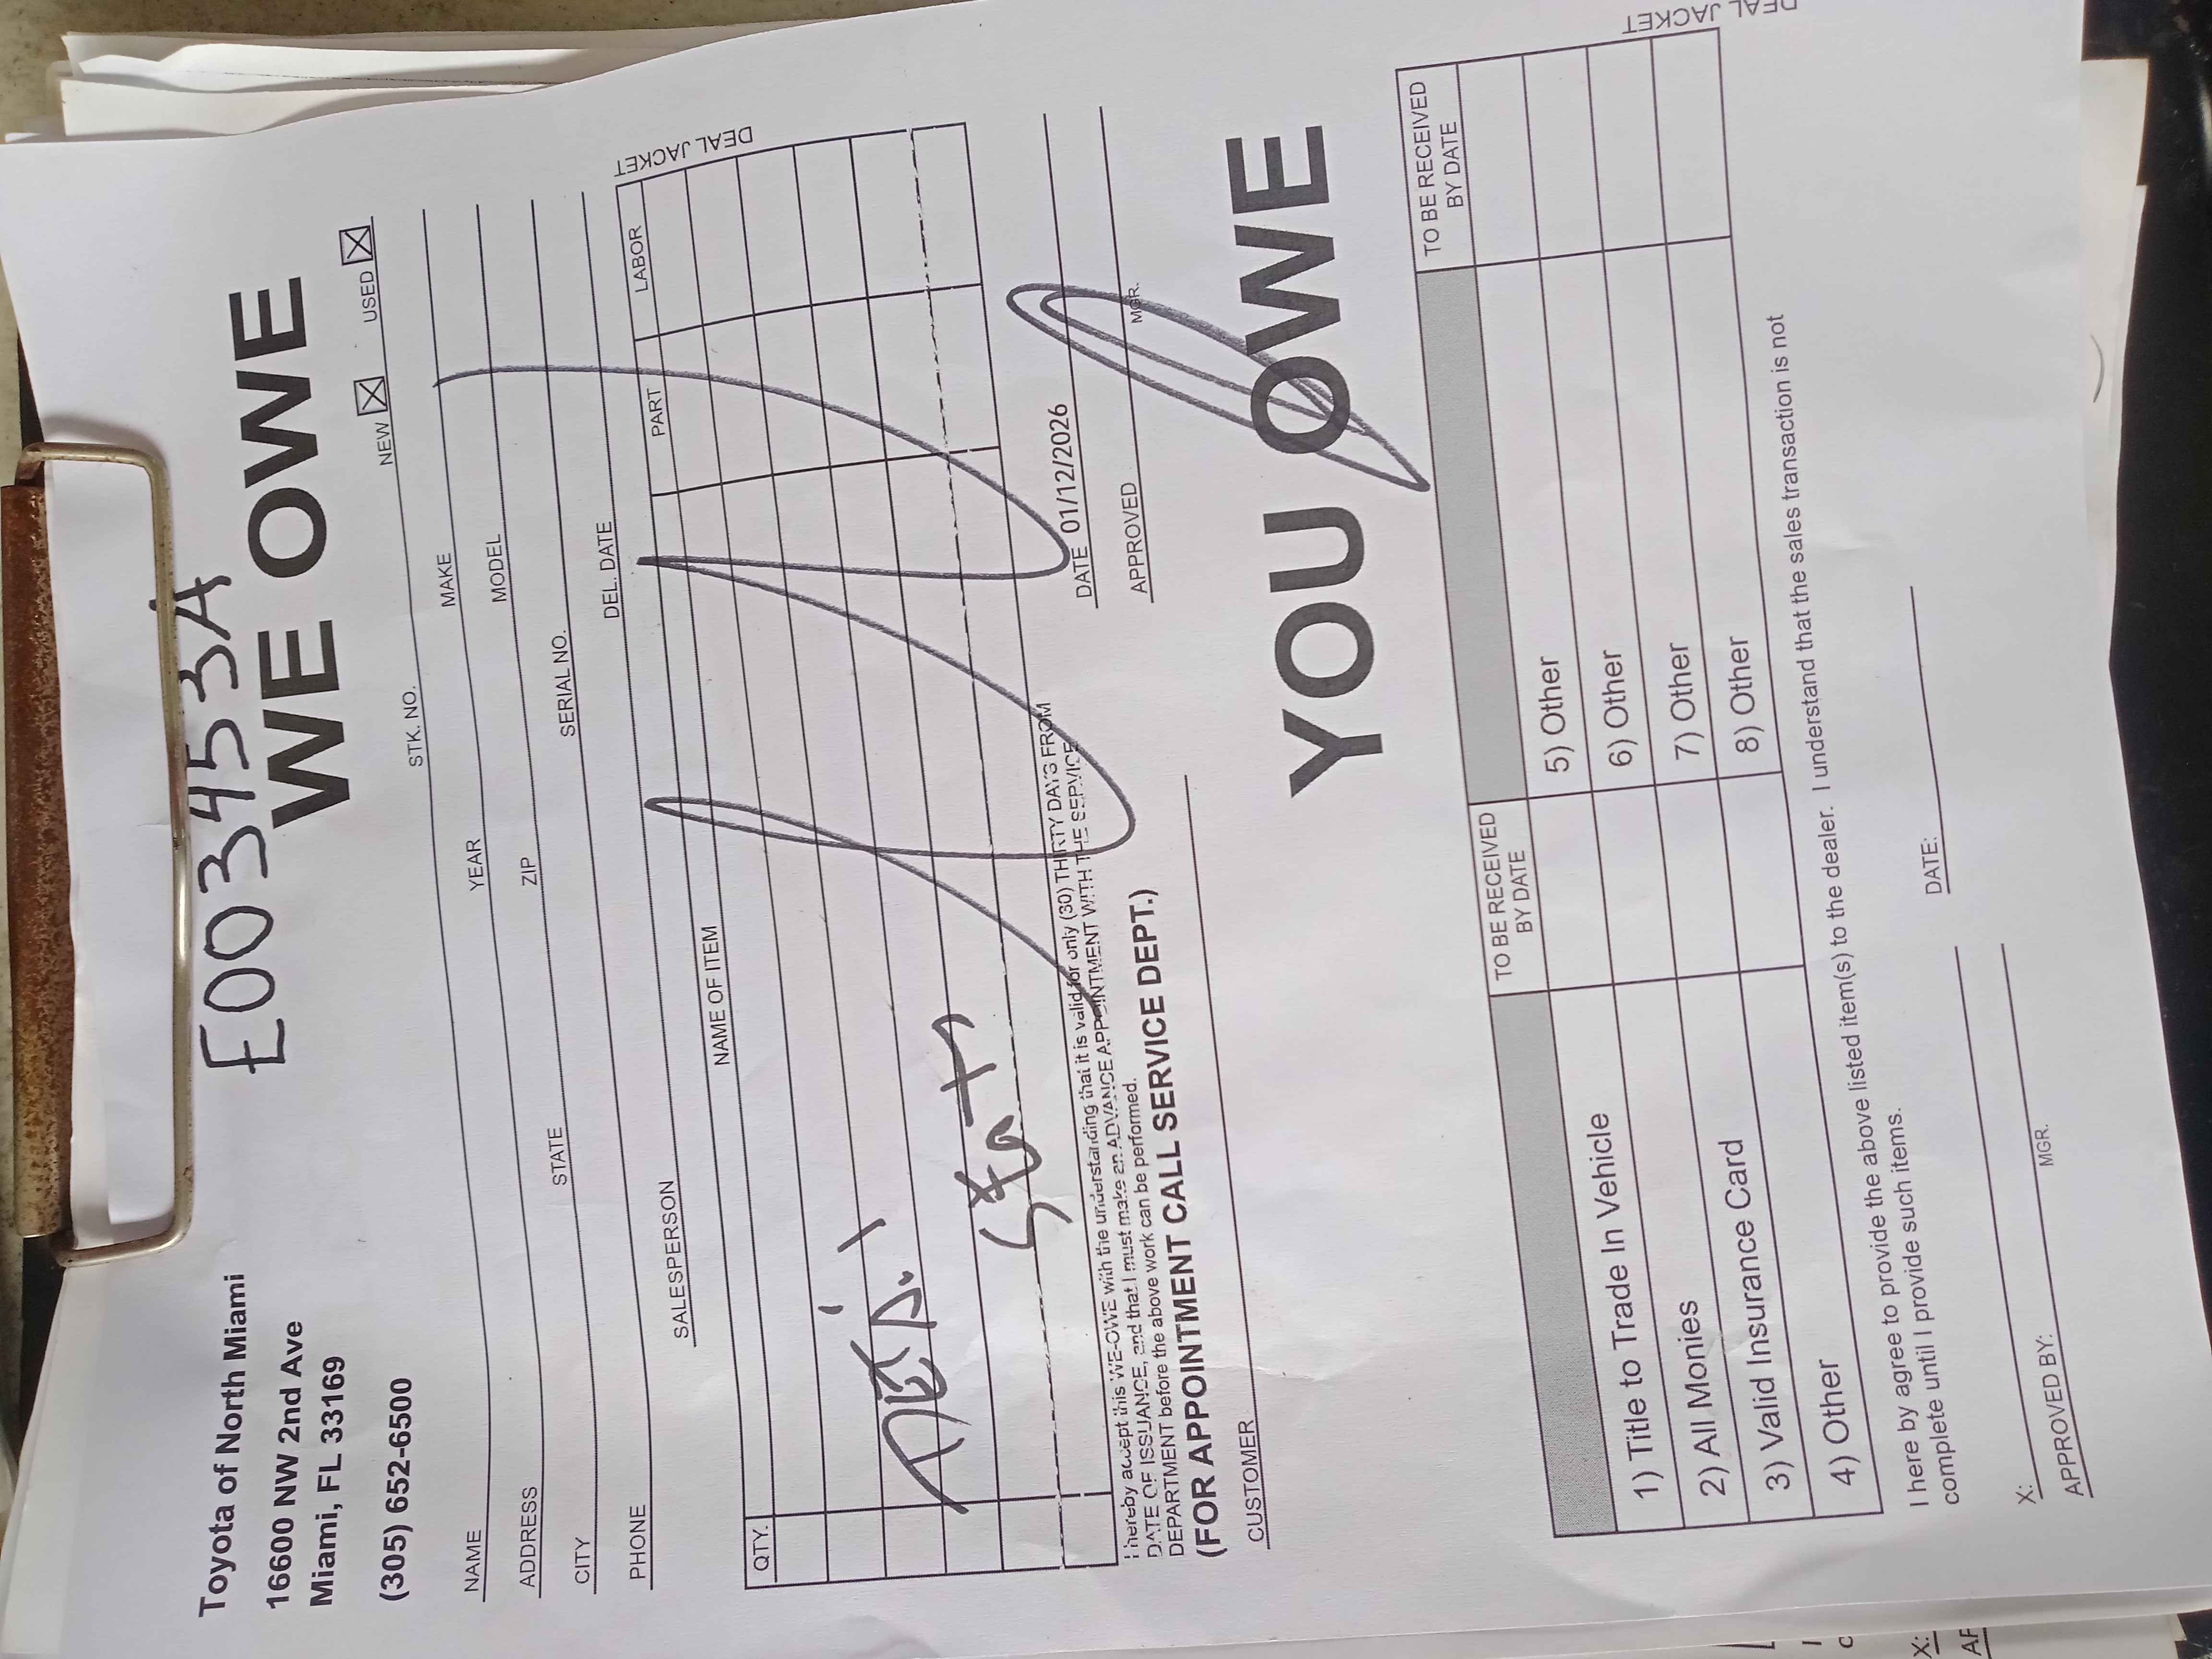 E003453A
Toyota of North Miami
16600 NW 2nd Ave
Miami, FL 33169
(305) 652-6500
WE OWE
NEW ☒ USED ☒
STK. NO.
NAME YEAR MAKE
ADDRESS ZIP MODEL
CITY STATE SERIAL NO.
PHONE DEL. DATE
SALESPERSON
DEAL JACKET
QTY. NAME OF ITEM PART LABOR
I hereby accept this WE-OWE with the understanding that it is valid for only (30) THIRTY DAYS FROM
DATE OF ISSUANCE, and that I must make an ADVANCE APPOINTMENT WITH THE SERVICE
DEPARTMENT before the above work can be performed.
(FOR APPOINTMENT CALL SERVICE DEPT.)
DATE 01/12/2026
CUSTOMER APPROVED MGR.
YOU OWE
DEAL JACKET
TO BE RECEIVED BY DATE TO BE RECEIVED BY DATE
1) Title to Trade In Vehicle 5) Other
2) All Monies 6) Other
3) Valid Insurance Card 7) Other
4) Other 8) Other
I here by agree to provide the above listed item(s) to the dealer. I understand that the sales transaction is not
complete until I provide such items.
X: DATE:
APPROVED BY: MGR.
X: